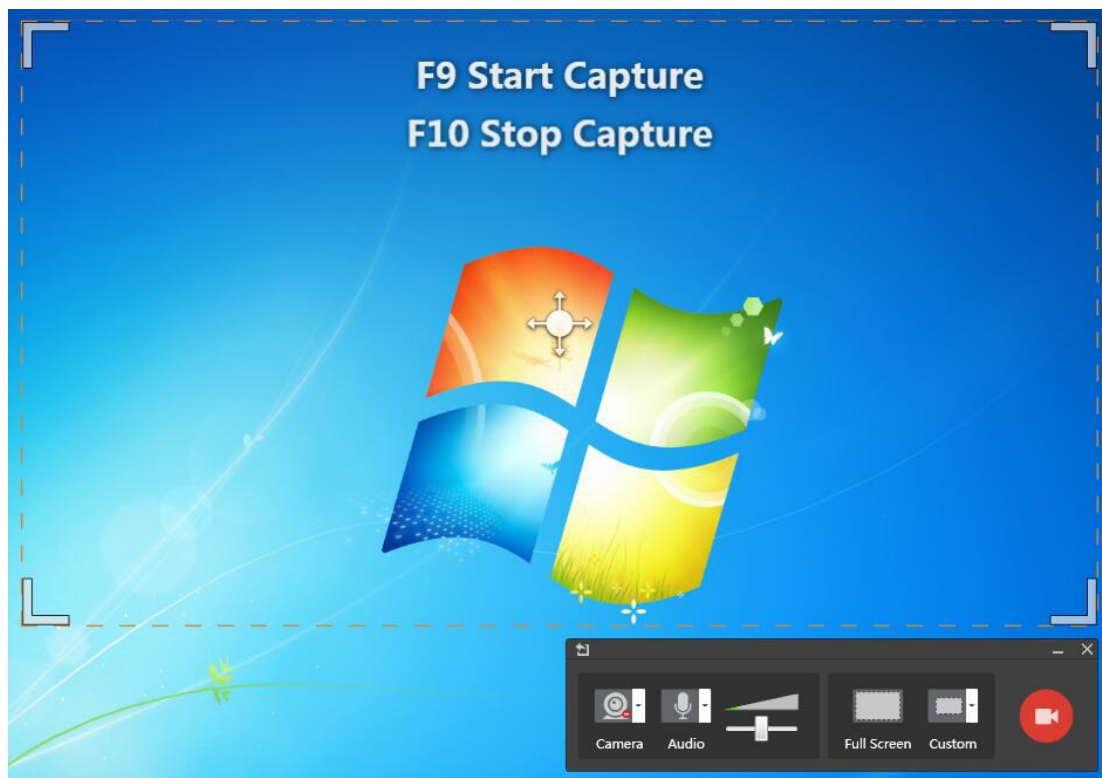 F9 Start Capture
F10 Stop Capture
Camera
Audio
Full Screen
Custom